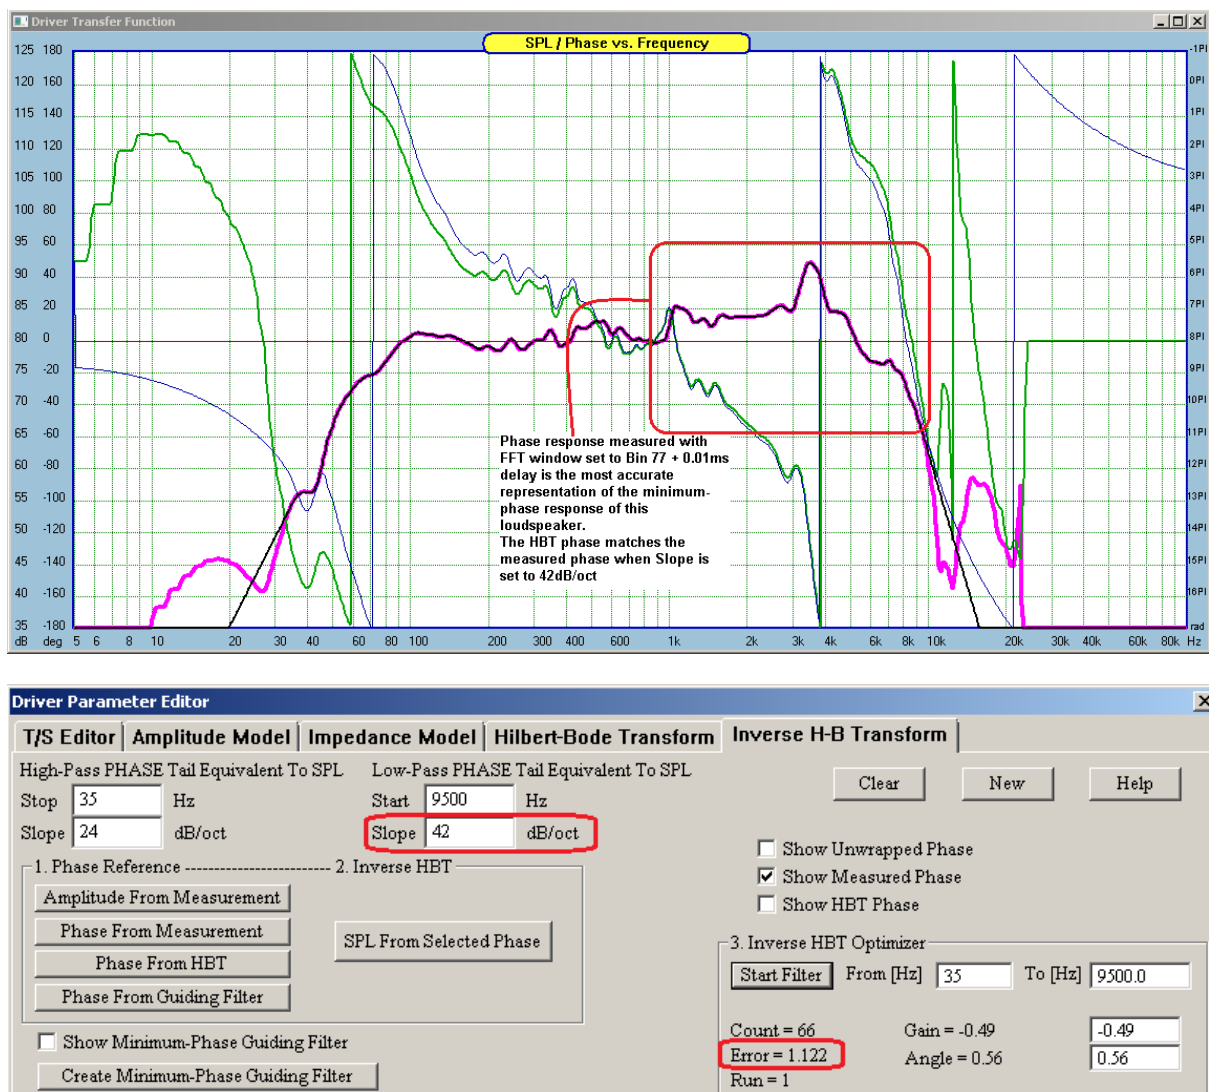 Driver Transfer Function
SPL / Phase vs. Frequency
125 180
120 160
115 140
110 120
105 100
100 80
95 60
90 40
85 20
80 0
75 -20
70 -40
65 -60
60 -80
55 -100
50 -120
45 -140
40 -160
35 -180
-1PI
0PI
1PI
2PI
3PI
4PI
5PI
6PI
7PI
8PI
9PI
10PI
11PI
12PI
13PI
14PI
15PI
16PI
rad
Phase response measured with
FFT window set to Bin 77 + 0.01ms
delay is the most accurate
representation of the minimum-
phase response of this
loudspeaker.
The HBT phase matches the
measured phase when Slope is
set to 42dB/oct
dB deg 5 6 8 10 20 30 40 60 80 100 200 300 400 600 1k 2k 3k 4k 6k 8k 10k 20k 30k 40k 60k 80k Hz
Driver Parameter Editor
T/S Editor Amplitude Model Impedance Model Hilbert-Bode Transform Inverse H-B Transform
High-Pass PHASE Tail Equivalent To SPL Low-Pass PHASE Tail Equivalent To SPL
Clear New Help
Stop 35 Hz Start 9500 Hz
Slope 24 dB/oct Slope 42 dB/oct
Show Unwrapped Phase
Show Measured Phase
Show HBT Phase
1. Phase Reference ------------------------ 2. Inverse HBT
Amplitude From Measurement
Phase From Measurement
SPL From Selected Phase
Phase From HBT
Phase From Guiding Filter
Show Minimum-Phase Guiding Filter
Create Minimum-Phase Guiding Filter
3. Inverse HBT Optimizer
Start Filter From [Hz] 35 To [Hz] 9500.0
Count = 66 Gain = -0.49 -0.49
Error = 1.122 Angle = 0.56 0.56
Run = 1